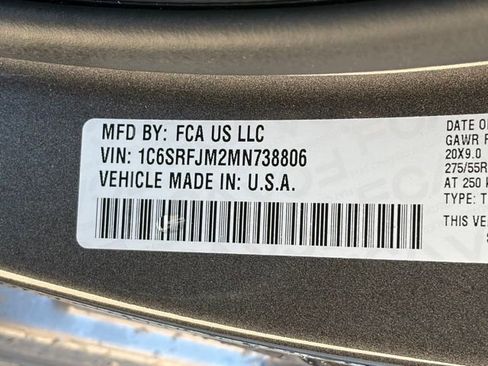 MFD BY: FCA US LLC
VIN: 1C6SRFJM2MN738806
VEHICLE MADE IN: U.S.A.
DATE O
GAWR F
20X9.0
275/55R
AT 250 k
TYPE: T
THIS VE